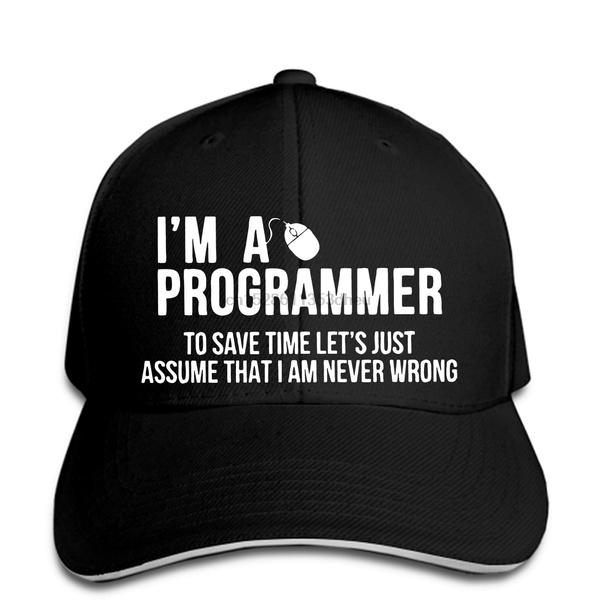 I'M A
PROGRAMMER
TO SAVE TIME LET'S JUST
ASSUME THAT I AM NEVER WRONG